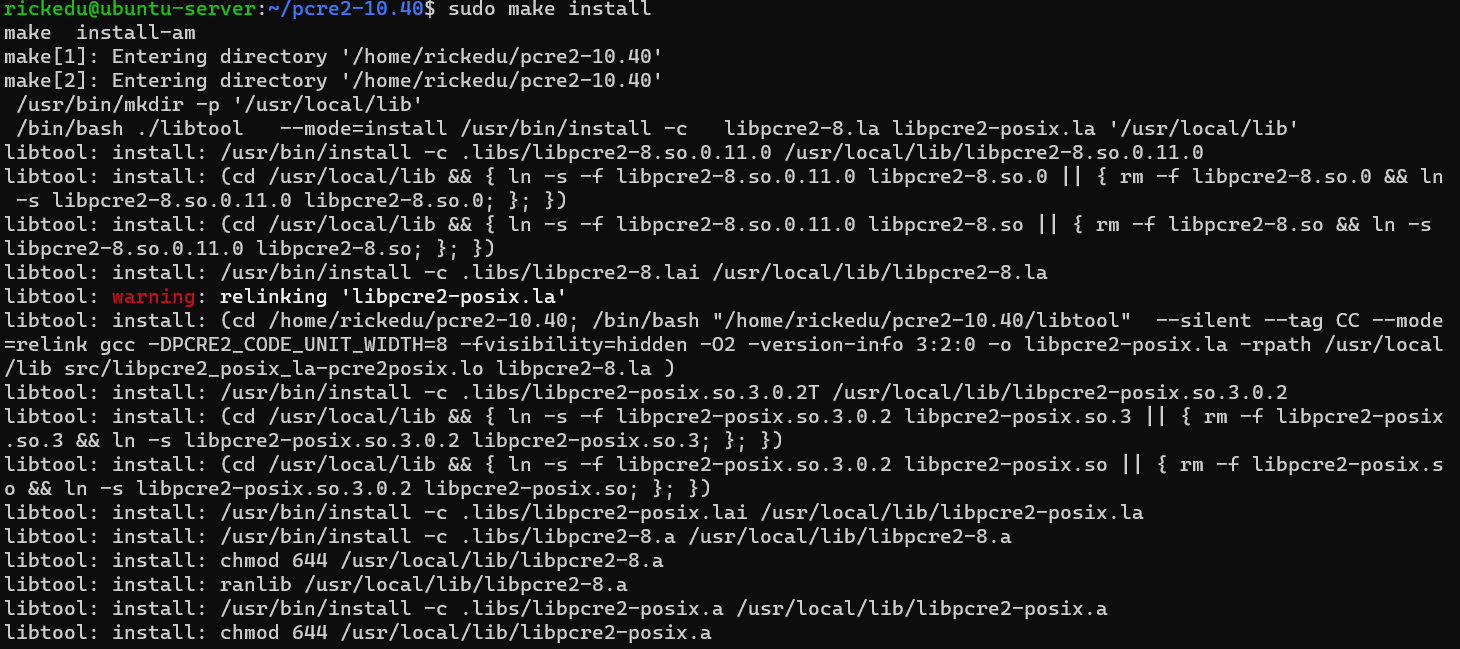 rickedu@ubuntu-server:~/pcre2-10.40$ sudo make install
make  install-am
make[1]: Entering directory '/home/rickedu/pcre2-10.40'
make[2]: Entering directory '/home/rickedu/pcre2-10.40'
 /usr/bin/mkdir -p '/usr/local/lib'
 /bin/bash ./libtool   --mode=install /usr/bin/install -c   libpcre2-8.la libpcre2-posix.la '/usr/local/lib'
libtool: install: /usr/bin/install -c .libs/libpcre2-8.so.0.11.0 /usr/local/lib/libpcre2-8.so.0.11.0
libtool: install: (cd /usr/local/lib && { ln -s -f libpcre2-8.so.0.11.0 libpcre2-8.so.0 || { rm -f libpcre2-8.so.0 && ln
 -s libpcre2-8.so.0.11.0 libpcre2-8.so.0; }; })
libtool: install: (cd /usr/local/lib && { ln -s -f libpcre2-8.so.0.11.0 libpcre2-8.so || { rm -f libpcre2-8.so && ln -s
libpcre2-8.so.0.11.0 libpcre2-8.so; }; })
libtool: install: /usr/bin/install -c .libs/libpcre2-8.lai /usr/local/lib/libpcre2-8.la
libtool: warning: relinking 'libpcre2-posix.la'
libtool: install: (cd /home/rickedu/pcre2-10.40; /bin/bash "/home/rickedu/pcre2-10.40/libtool"  --silent --tag CC --mode
=relink gcc -DPCRE2_CODE_UNIT_WIDTH=8 -fvisibility=hidden -O2 -version-info 3:2:0 -o libpcre2-posix.la -rpath /usr/local
/lib src/libpcre2_posix_la-pcre2posix.lo libpcre2-8.la )
libtool: install: /usr/bin/install -c .libs/libpcre2-posix.so.3.0.2T /usr/local/lib/libpcre2-posix.so.3.0.2
libtool: install: (cd /usr/local/lib && { ln -s -f libpcre2-posix.so.3.0.2 libpcre2-posix.so.3 || { rm -f libpcre2-posix
.so.3 && ln -s libpcre2-posix.so.3.0.2 libpcre2-posix.so.3; }; })
libtool: install: (cd /usr/local/lib && { ln -s -f libpcre2-posix.so.3.0.2 libpcre2-posix.so || { rm -f libpcre2-posix.s
o && ln -s libpcre2-posix.so.3.0.2 libpcre2-posix.so; }; })
libtool: install: /usr/bin/install -c .libs/libpcre2-posix.lai /usr/local/lib/libpcre2-posix.la
libtool: install: /usr/bin/install -c .libs/libpcre2-8.a /usr/local/lib/libpcre2-8.a
libtool: install: chmod 644 /usr/local/lib/libpcre2-8.a
libtool: install: ranlib /usr/local/lib/libpcre2-8.a
libtool: install: /usr/bin/install -c .libs/libpcre2-posix.a /usr/local/lib/libpcre2-posix.a
libtool: install: chmod 644 /usr/local/lib/libpcre2-posix.a